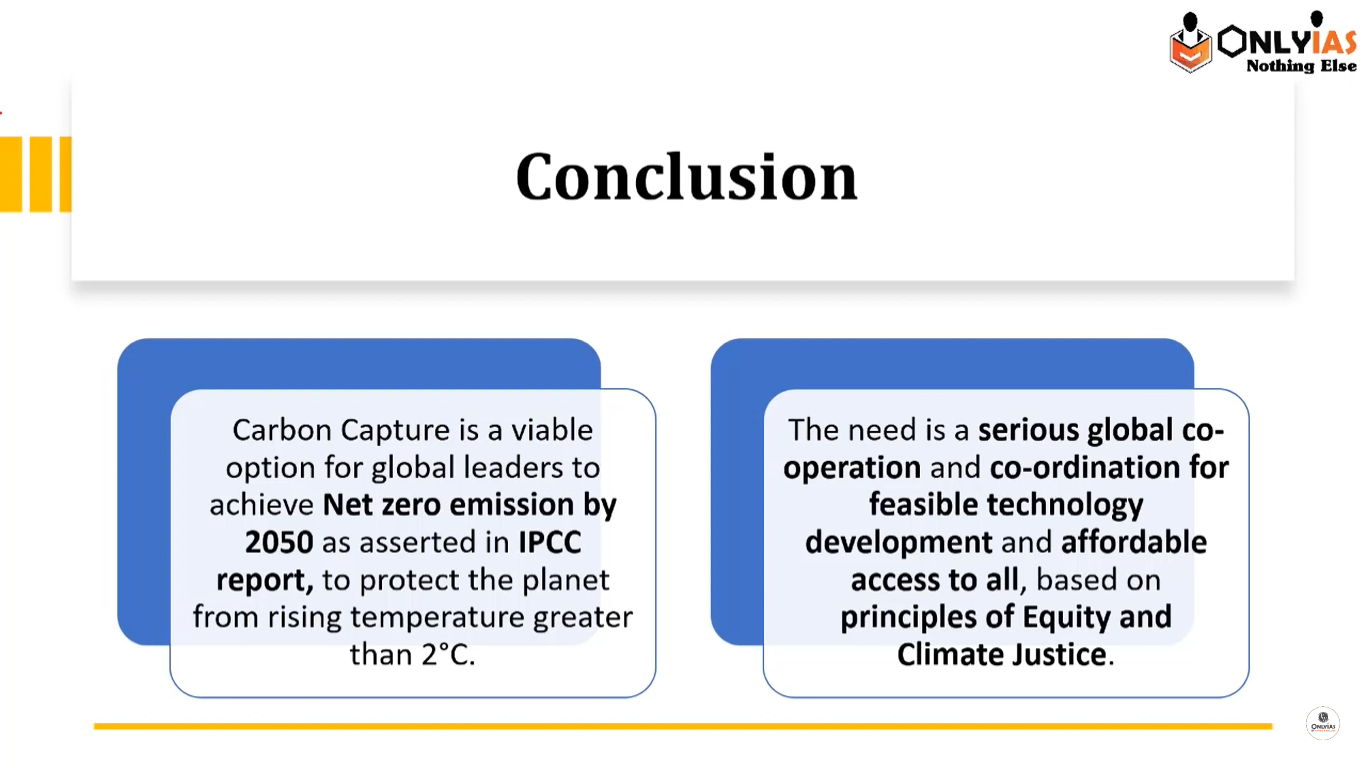 ONLYIAS
Nothing Else
Conclusion
Carbon Capture is a viable
option for global leaders to
achieve Net zero emission by
2050 as asserted in IPCC
report, to protect the planet
from rising temperature greater
than 2°C.
The need is a serious global co-
operation and co-ordination for
feasible technology
development and affordable
access to all, based on
principles of Equity and
Climate Justice.
ONLYIAS